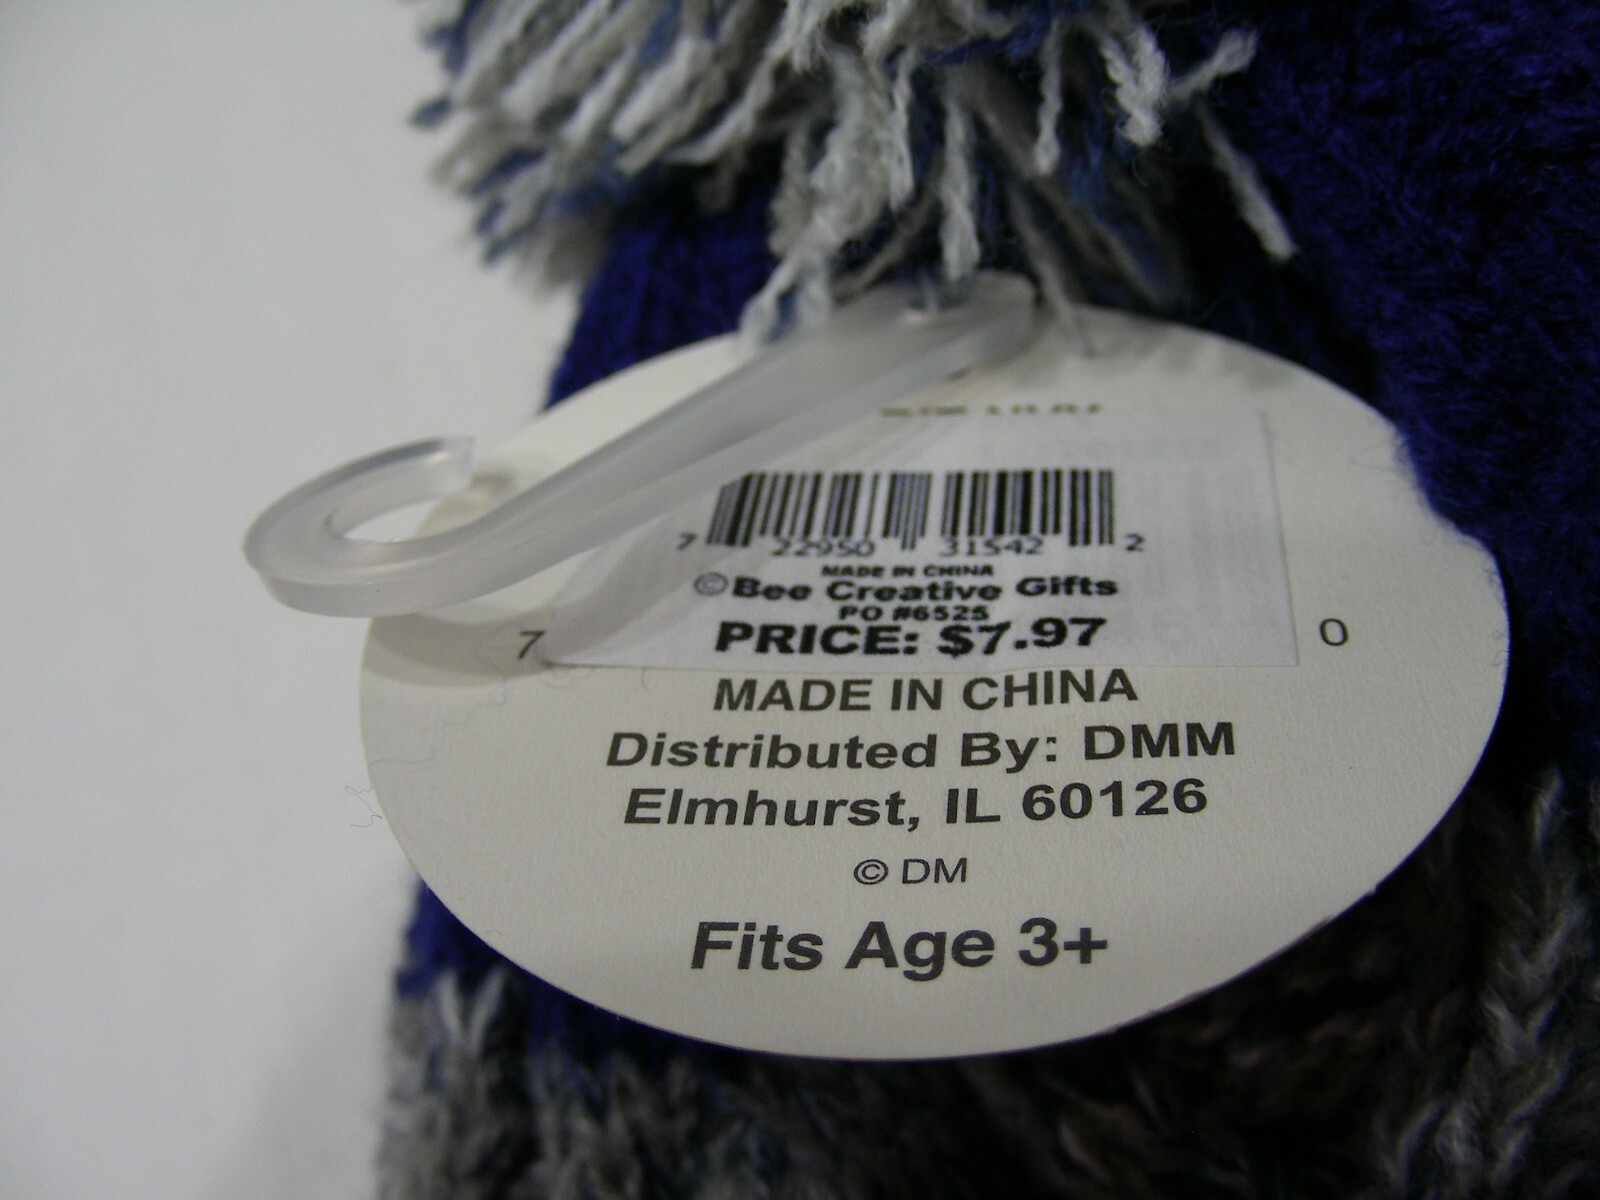 7 22950 31542 2
MADE IN CHINA
©Bee Creative Gifts
PO #6525
PRICE: $7.97
7 0
MADE IN CHINA
Distributed By: DMM
Elmhurst, IL 60126
© DM
Fits Age 3+